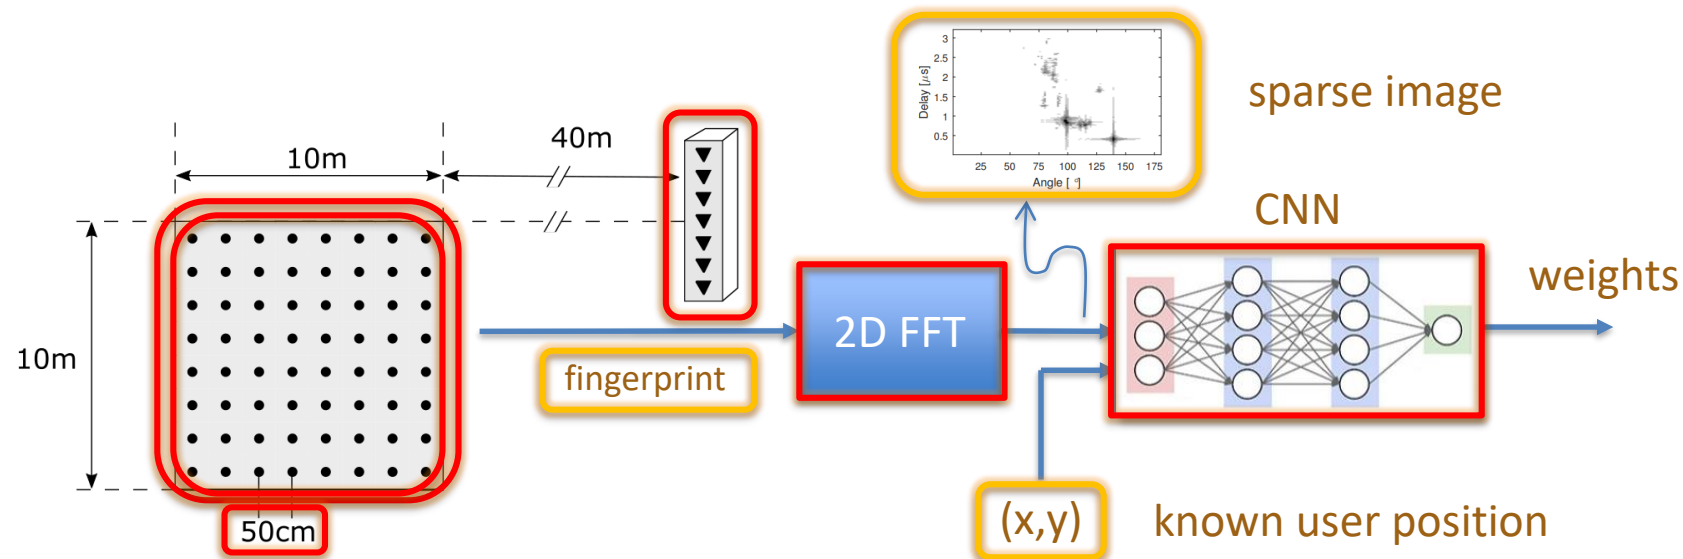 3
2.5
2
1.5
1
0.5
Delay [μs]
25 50 75 100 125 150 175
Angle [ °]
sparse image
40m
10m
CNN
weights
2D FFT
10m
fingerprint
50cm
(x,y)
known user position